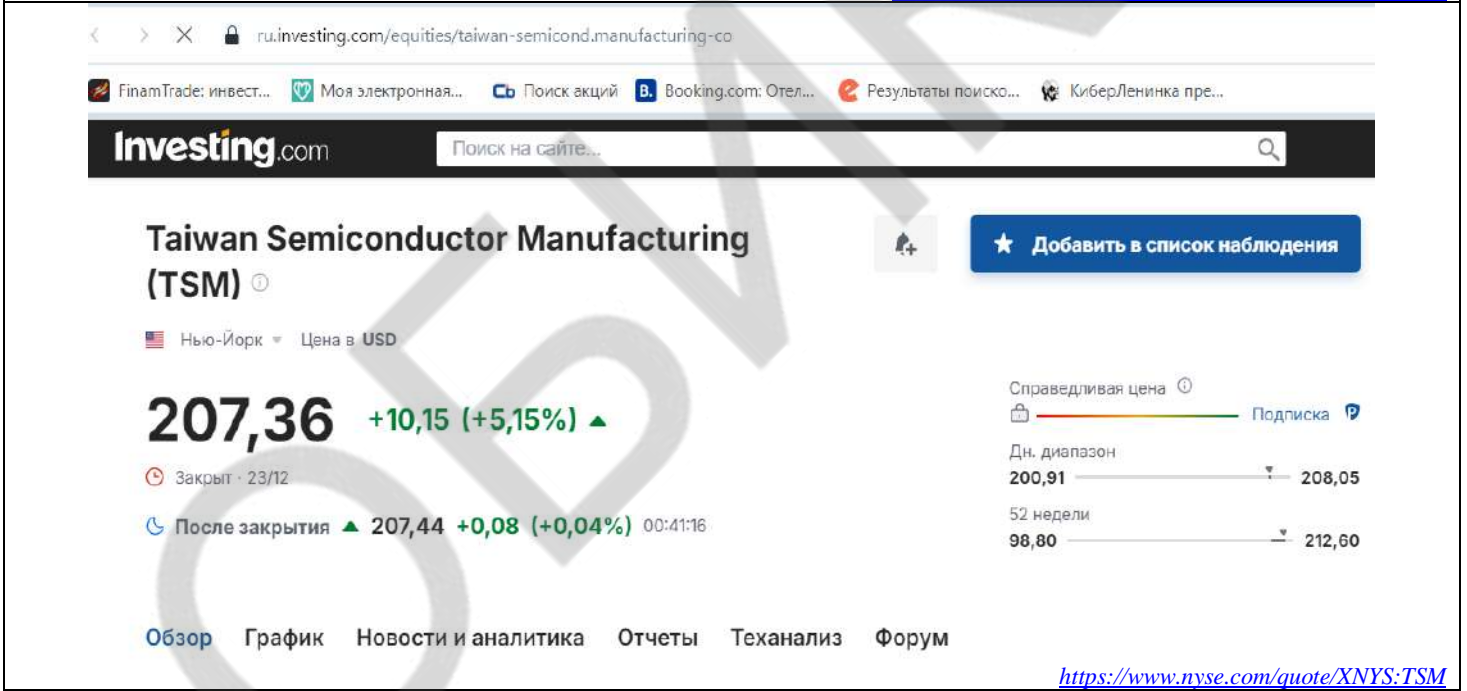 ru.investing.com/equities/taiwan-semicond.manufacturing-co
FinamTrade: инвест... Моя электронная... Сb Поиск акций B. Booking.com: Отел... Результаты поиско... КиберЛенинка пре...
Investing.com Поиск на сайте...
Taiwan Semiconductor Manufacturing
(TSM)
Добавить в список наблюдения
Нью-Йорк Цена в USD
207,36 +10,15 (+5,15%)
Закрыт · 23/12
После закрытия 207,44 +0,08 (+0,04%) 00:41:16
Справедливая цена
Подписка
Дн. диапазон
200,91 208,05
52 недели
98,80 212,60
Обзор График Новости и аналитика Отчеты Теханализ Форум
https://www.nyse.com/quote/XNYS:TSM